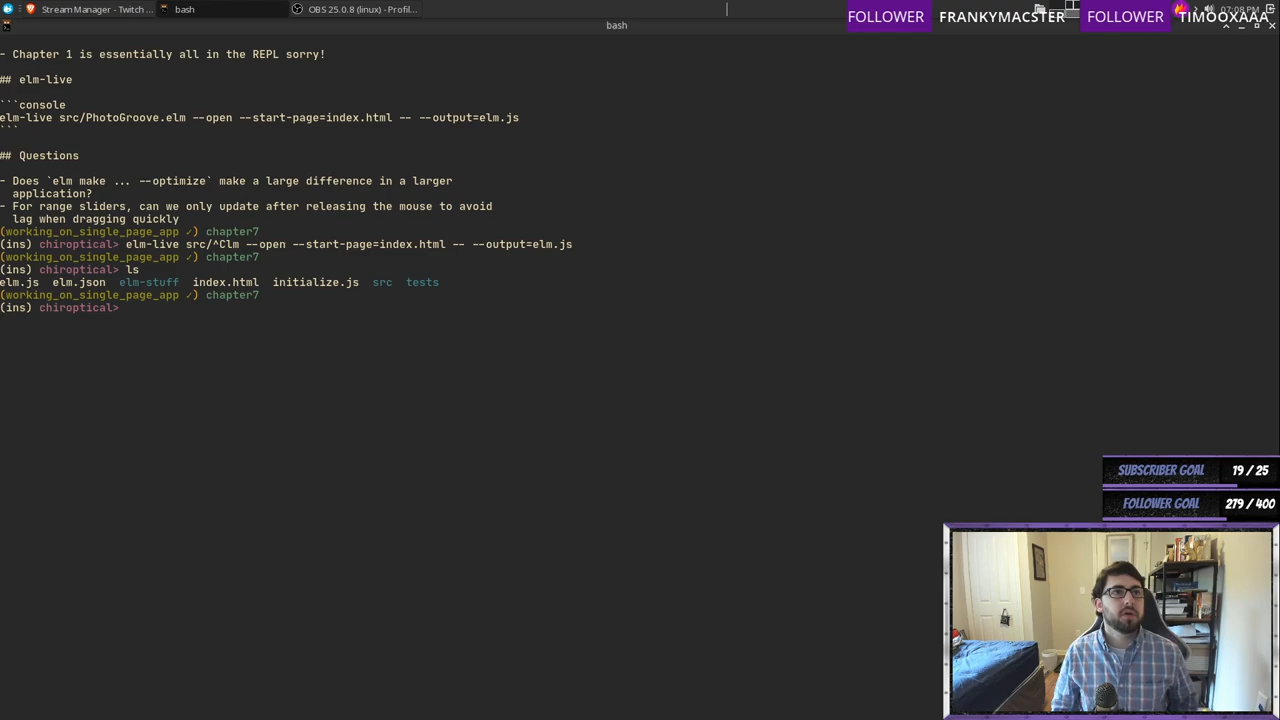 Stream Manager - Twitch ...
bash
OBS 25.0.8 (linux) - Profil...
07:08 PM
FOLLOWER FRANKYMACSTER FOLLOWER TIMOOXAAA
bash
- Chapter 1 is essentially all in the REPL sorry!
## elm-live
```console
elm-live src/PhotoGroove.elm --open --start-page=index.html -- --output=elm.js
```
## Questions
- Does `elm make ... --optimize` make a large difference in a larger
application?
- For range sliders, can we only update after releasing the mouse to avoid
lag when dragging quickly
(working_on_single_page_app ✓) chapter7
(ins) chiroptical> elm-live src/^Clm --open --start-page=index.html -- --output=elm.js
(working_on_single_page_app ✓) chapter7
(ins) chiroptical> ls
elm.js elm.json elm-stuff index.html initialize.js src tests
(working_on_single_page_app ✓) chapter7
(ins) chiroptical>
SUBSCRIBER GOAL 19 / 25
FOLLOWER GOAL 279 / 400